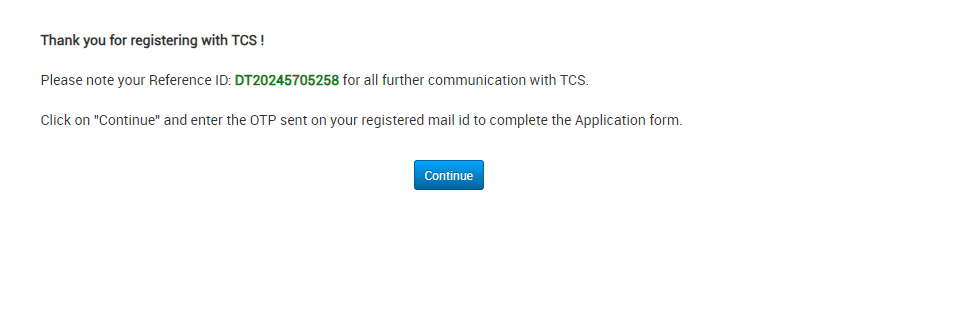 Thank you for registering with TCS !
Please note your Reference ID: DT20245705258 for all further communication with TCS.
Click on "Continue" and enter the OTP sent on your registered mail id to complete the Application form.
Continue